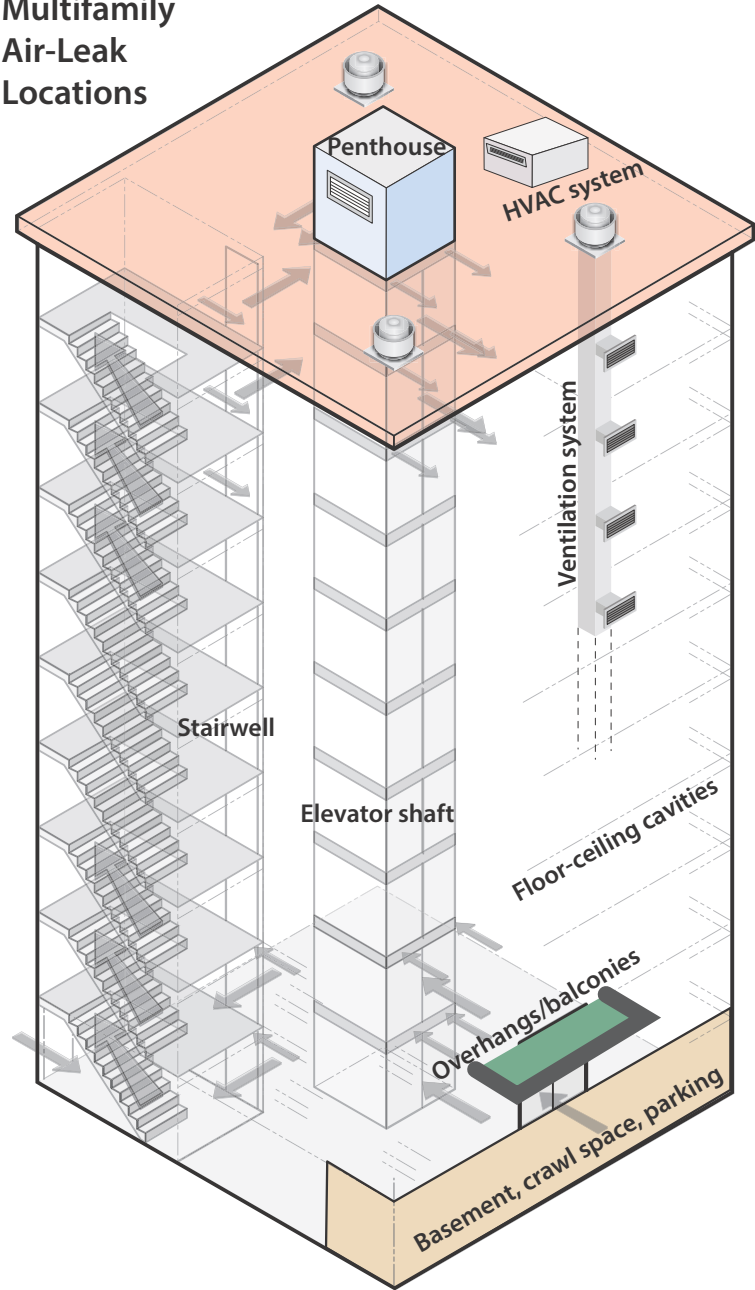 Multifamily
Air-Leak
Locations
Penthouse
HVAC system
Ventilation system
Stairwell
Elevator shaft
Floor-ceiling cavities
Overhangs/balconies
Basement, crawl space, parking